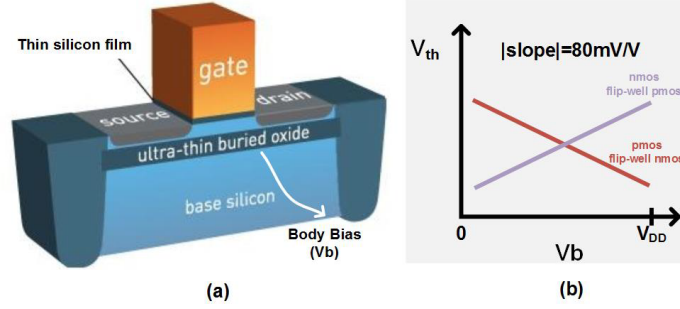 Thin silicon film
gate
source
drain
ultra-thin buried oxide
base silicon
Body Bias
(Vb)
(a)
Vth
|slope|=80mV/V
nmos
flip-well pmos
pmos
flip-well nmos
0
Vb
VDD
(b)